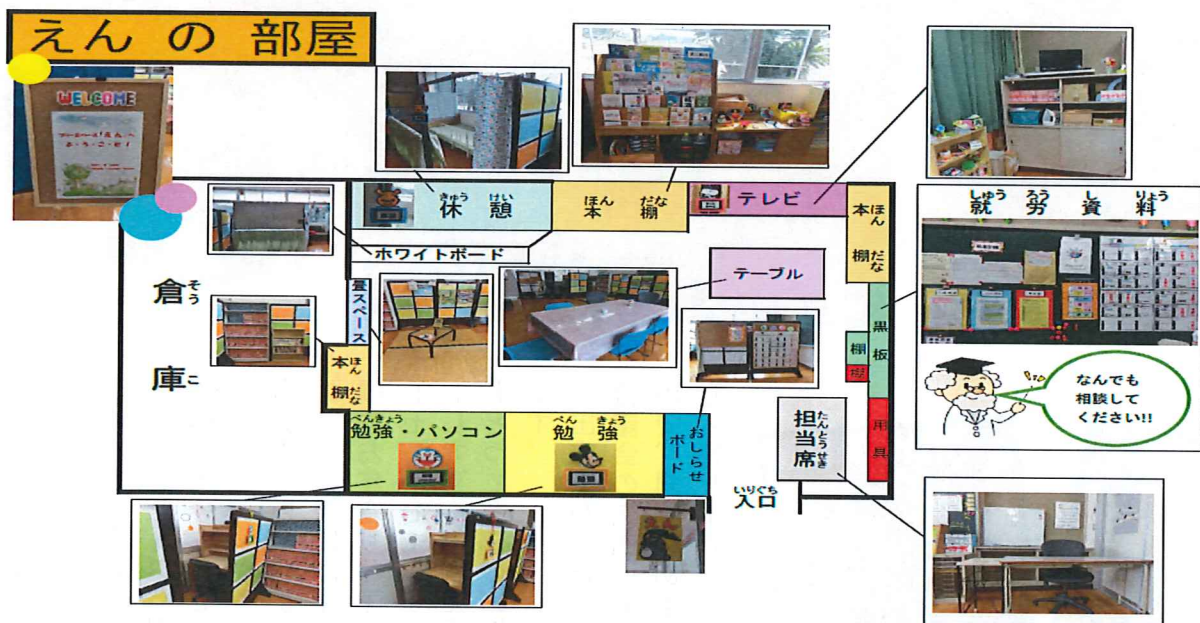 えん の 部屋
WELCOME
きゅう けい
休 憩
ほん だな
本 棚
テレビ
ほん だな
本 棚
しゅう ろう し りょう
就 労 資 料
ホワイトボード
テーブル
そう こ
倉 庫
畳スペース
ほん だな
本 棚
黒板
棚
なんでも
相談して
ください!!
べんきょう
勉強・パソコン
べん きょう
勉 強
おしらせ
ボード
たんとうせき
担当席
用具
いりぐち
入口